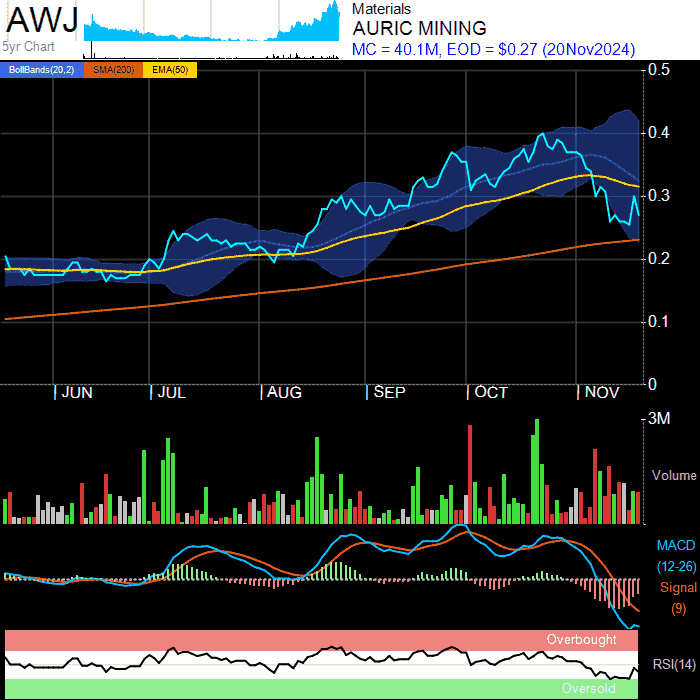 AWJ
5yr Chart
Materials
AURIC MINING
MC = 40.1M, EOD = $0.27 (20Nov2024)
BollBands(20,2) SMA(200) EMA(50)
0.5
0.4
0.3
0.2
0.1
0
JUN JUL AUG SEP OCT NOV
3M
Volume
MACD
(12-26)
Signal
(9)
Overbought
RSI(14)
Oversold